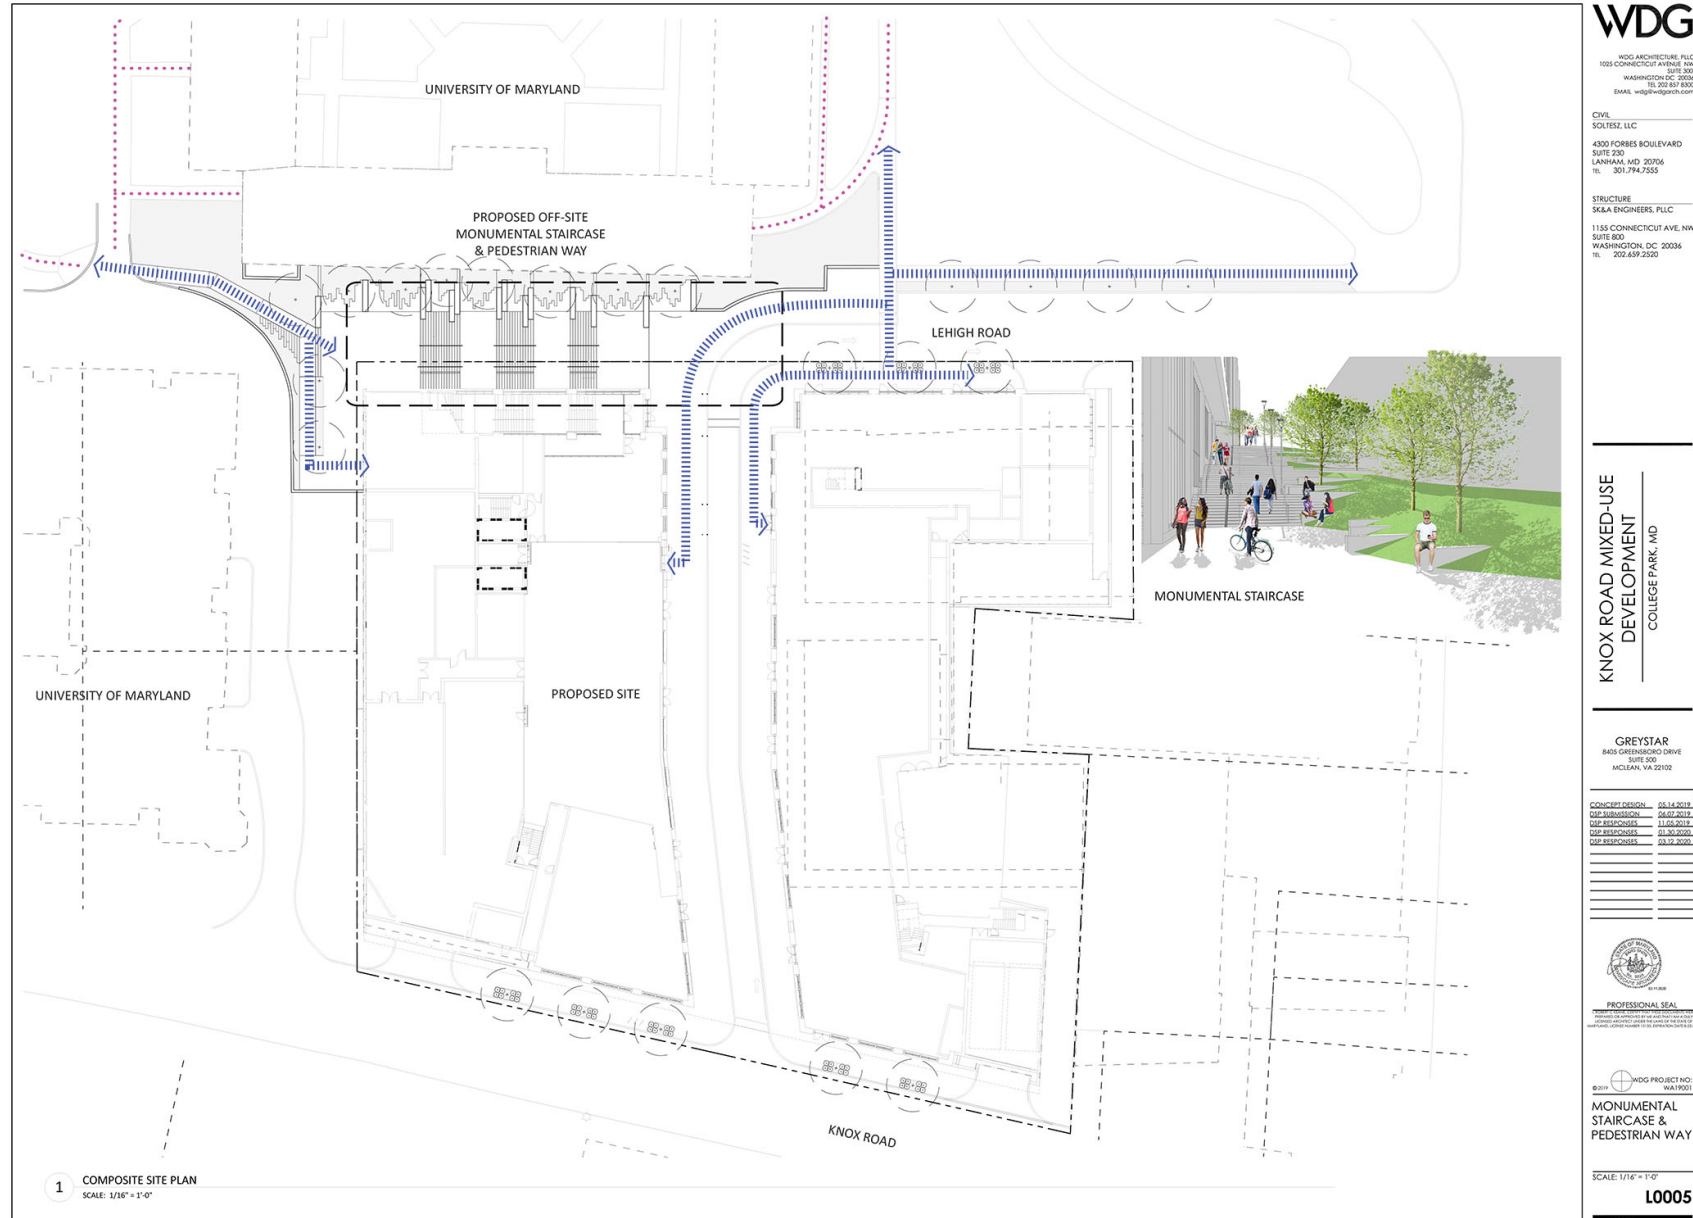 UNIVERSITY OF MARYLAND
PROPOSED OFF-SITE
MONUMENTAL STAIRCASE
& PEDESTRIAN WAY
LEHIGH ROAD
MONUMENTAL STAIRCASE
UNIVERSITY OF MARYLAND
PROPOSED SITE
KNOX ROAD
1
COMPOSITE SITE PLAN
SCALE: 1/16" = 1'-0"
WDG
WDG ARCHITECTURE, PLLC
1025 CONNECTICUT AVENUE NW
SUITE 300
WASHINGTON DC 20036
TEL 202 857 8300
EMAIL wdg@wdgarch.com
CIVIL
SOLTESZ, LLC
4300 FORBES BOULEVARD
SUITE 230
LANHAM, MD 20706
TEL 301.794.7555
STRUCTURE
SK&A ENGINEERS, PLLC
1155 CONNECTICUT AVE, NW
SUITE 800
WASHINGTON, DC 20036
TEL 202.659.2520
KNOX ROAD MIXED-USE
DEVELOPMENT
COLLEGE PARK, MD
GREYSTAR
8405 GREENSBORO DRIVE
SUITE 500
MCLEAN, VA 22102
CONCEPT DESIGN 05.14.2019
DSP SUBMISSION 06.07.2019
DSP RESPONSES 11.05.2019
DSP RESPONSES 01.30.2020
DSP RESPONSES 03.12.2020
PROFESSIONAL SEAL
©2019
WDG PROJECT NO:
WA19001
MONUMENTAL
STAIRCASE &
PEDESTRIAN WAY
SCALE: 1/16" = 1'-0"
L0005